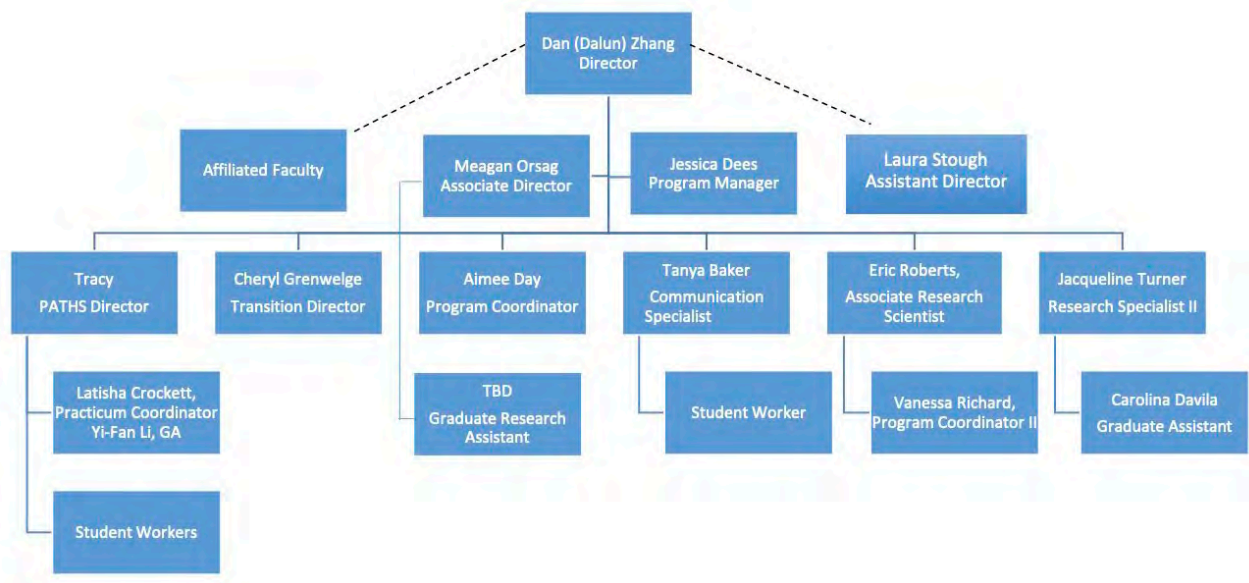 Dan (Dalun) Zhang
Director
Affiliated Faculty
Meagan Orsag
Associate Director
Jessica Dees
Program Manager
Laura Stough
Assistant Director
Tracy
PATHS Director
Cheryl Grenwelge
Transition Director
Aimee Day
Program Coordinator
Tanya Baker
Communication
Specialist
Eric Roberts,
Associate Research
Scientist
Jacqueline Turner
Research Specialist II
Latisha Crockett,
Practicum Coordinator
Yi-Fan Li, GA
TBD
Graduate Research
Assistant
Student Worker
Vanessa Richard,
Program Coordinator II
Carolina Davila
Graduate Assistant
Student Workers